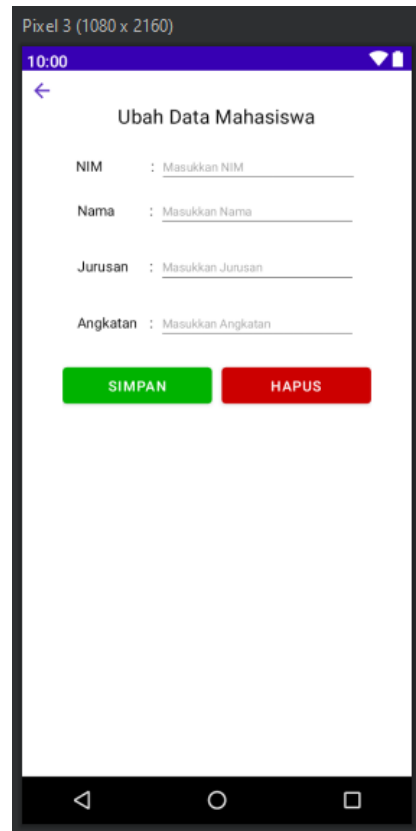 Pixel 3 (1080 x 2160)
10:00
Ubah Data Mahasiswa
NIM : Masukkan NIM
Nama : Masukkan Nama
Jurusan : Masukkan Jurusan
Angkatan : Masukkan Angkatan
SIMPAN HAPUS